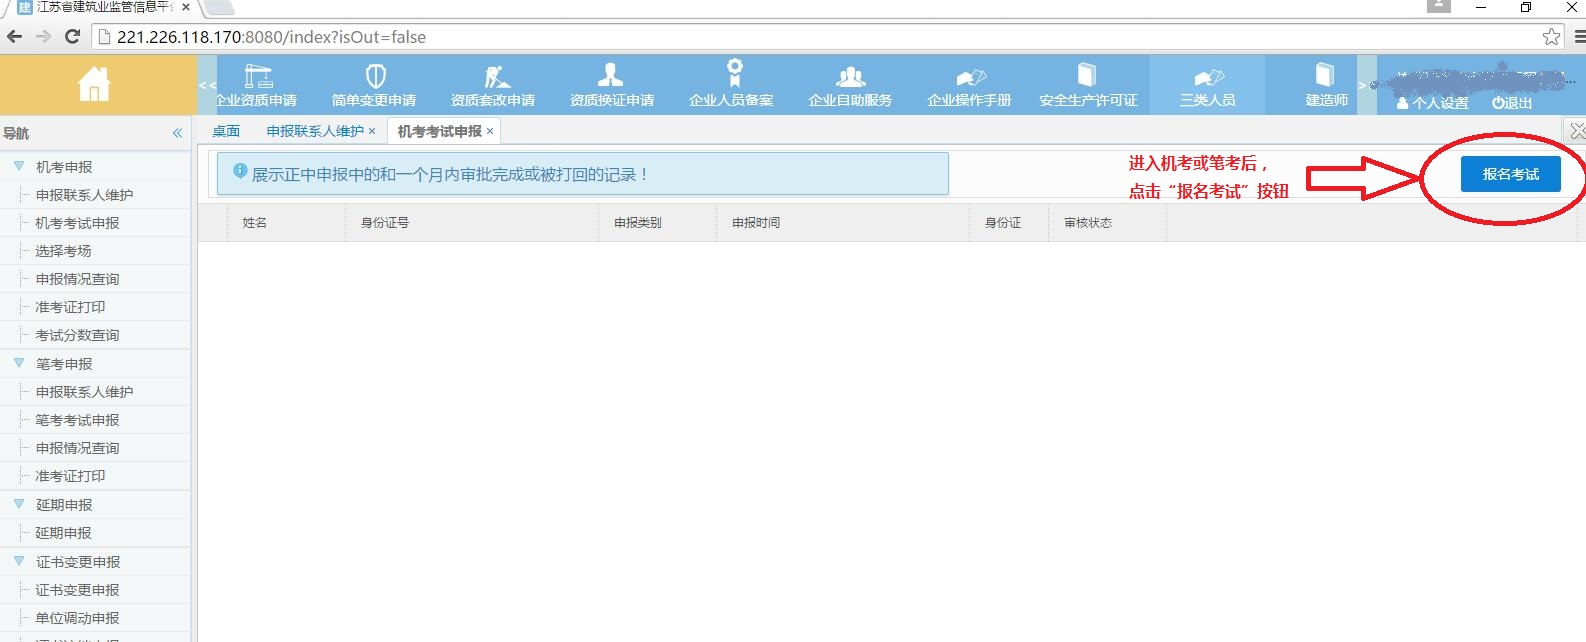 建 江苏省建筑业监管信息平 ×
221.226.118.170:8080/index?isOut=false
<< 企业资质申请 简单变更申请 资质套改申请 资质换证申请 企业人员备案 企业自助服务 企业操作手册 安全生产许可证 三类人员 建造师 >
个人设置 退出
导航 «
桌面 申报联系人维护 × 机考考试申报 ×
展示正中申报中的和一个月内审批完成或被打回的记录！
进入机考或笔考后，
点击“报名考试”按钮
报名考试
姓名 身份证号 申报类别 申报时间 身份证 审核状态
机考申报
申报联系人维护
机考考试申报
选择考场
申报情况查询
准考证打印
考试分数查询
笔考申报
申报联系人维护
笔考考试申报
申报情况查询
准考证打印
延期申报
延期申报
证书变更申报
证书变更申报
单位调动申报